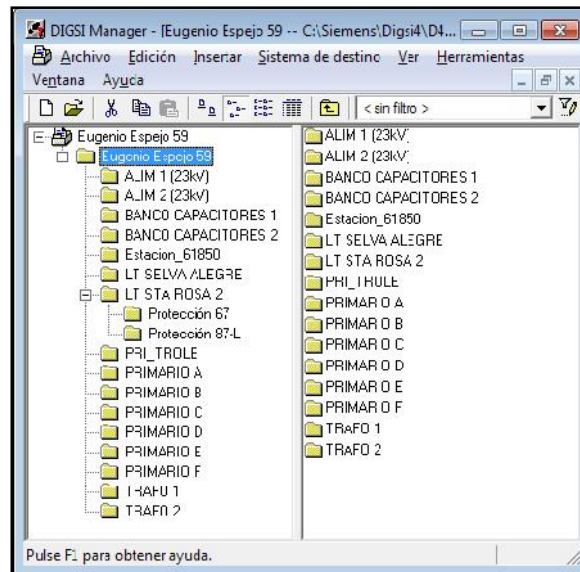 DIGSI Manager - [Eugenio Espejo 59 -- C:\Siemens\Digsi4\D4...
Archivo Edición Insertar Sistema de destino Ver Herramientas
Ventana Ayuda
< sin filtro >
Eugenio Espejo 59
Eugenio Espejo 59
ALIM 1 (23kV)
ALIM 2 (23kV)
BANCO CAPACITORES 1
BANCO CAPACITORES 2
Estacion_61850
LT SELVA ALEGRE
LT STA ROSA 2
Protección 67
Protección 87-L
PRI_TROLE
PRIMARIO A
PRIMARIO B
PRIMARIO C
PRIMARIO D
PRIMARIO E
PRIMARIO F
TRAFO 1
TRAFO 2
ALIM 1 (23kV)
ALIM 2 (23kV)
BANCO CAPACITORES 1
BANCO CAPACITORES 2
Estacion_61850
LT SELVA ALEGRE
LT STA ROSA 2
PRI_TROLE
PRIMARIO A
PRIMARIO B
PRIMARIO C
PRIMARIO D
PRIMARIO E
PRIMARIO F
TRAFO 1
TRAFO 2
Pulse F1 para obtener ayuda.